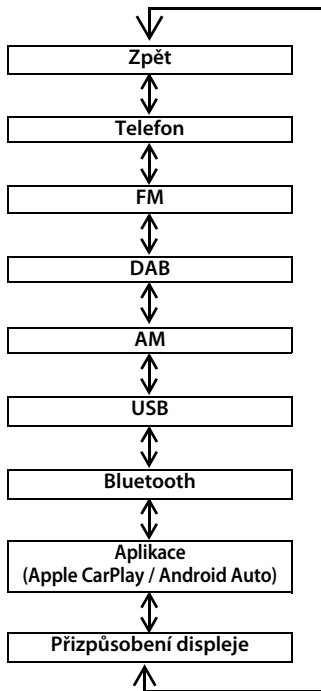 Zpět
Telefon
FM
DAB
AM
USB
Bluetooth
Aplikace
(Apple CarPlay / Android Auto)
Přizpůsobení displeje